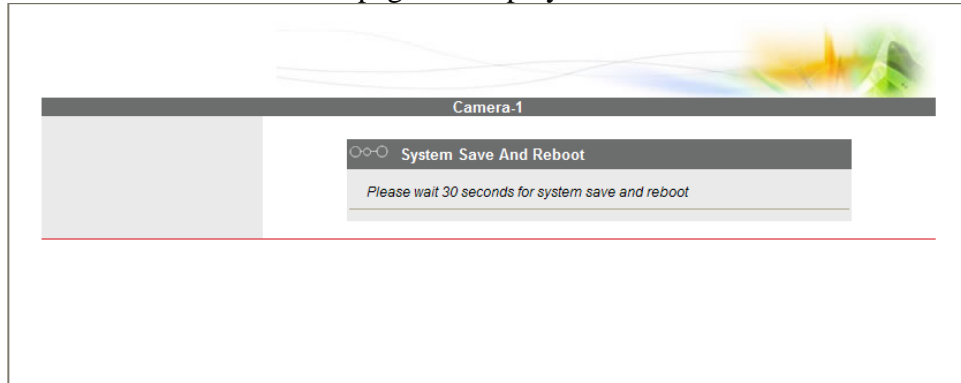 Camera-1
System Save And Reboot
Please wait 30 seconds for system save and reboot